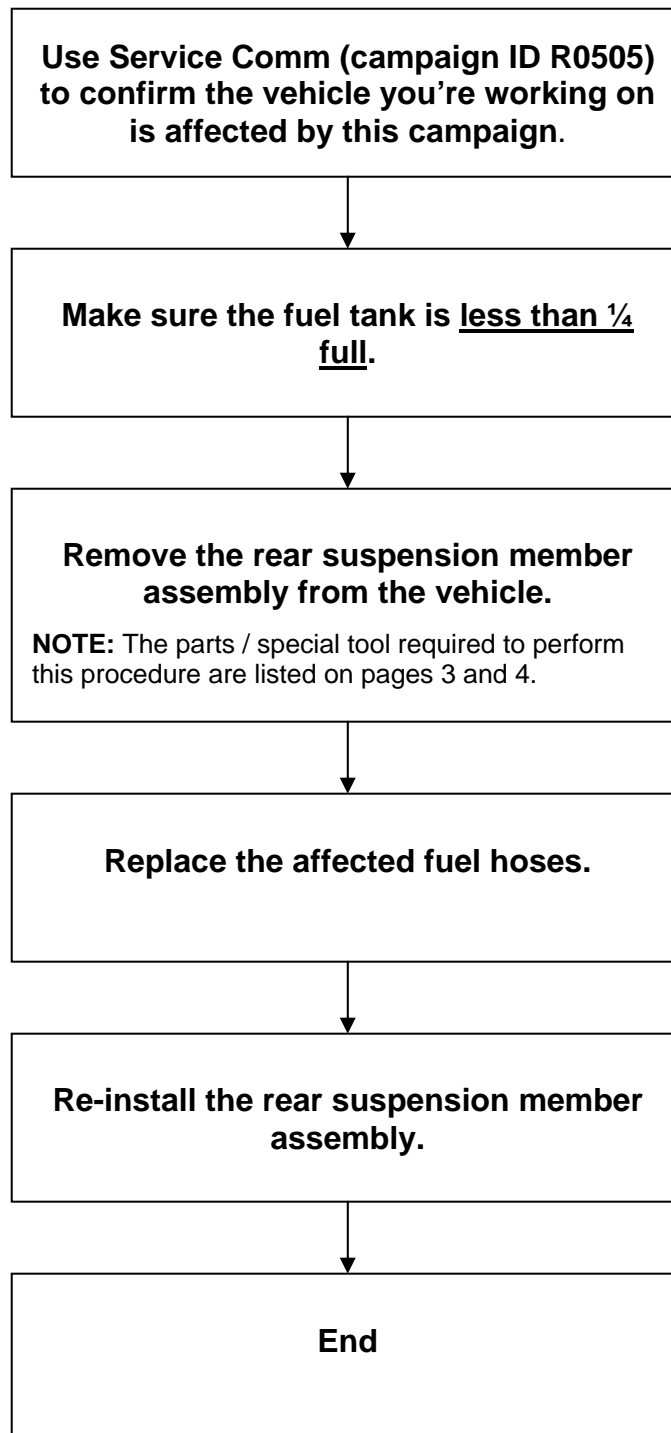 Use Service Comm (campaign ID R0505)
to confirm the vehicle you’re working on
is affected by this campaign.
Make sure the fuel tank is less than ¼
full.
Remove the rear suspension member
assembly from the vehicle.
NOTE: The parts / special tool required to perform
this procedure are listed on pages 3 and 4.
Replace the affected fuel hoses.
Re-install the rear suspension member
assembly.
End